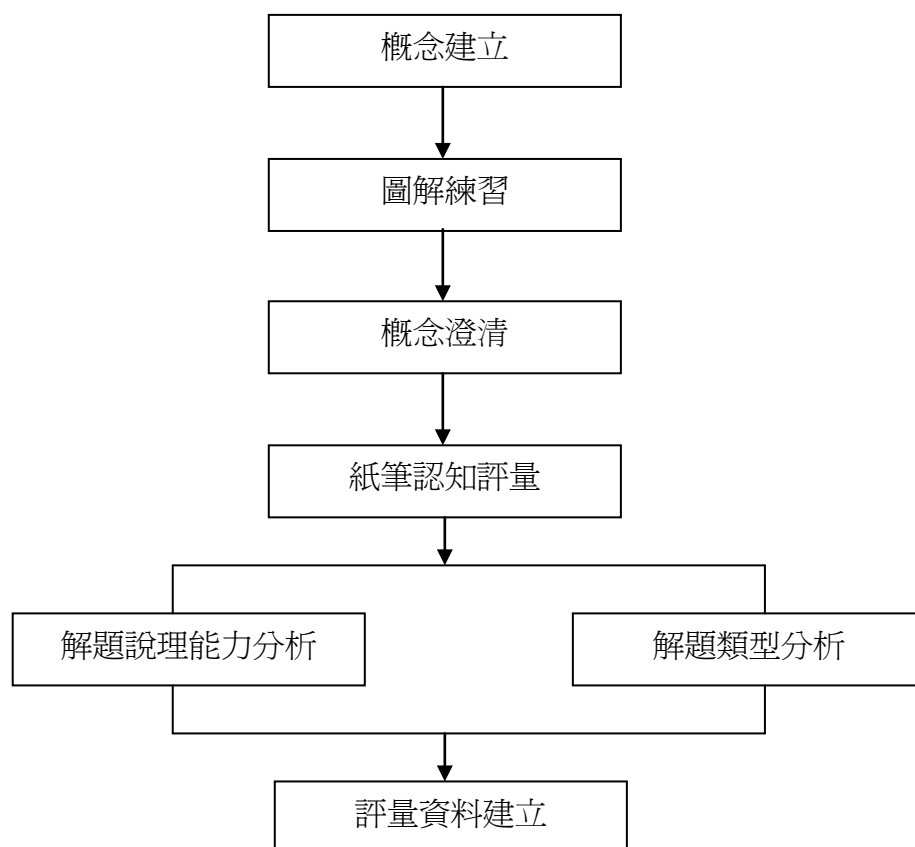 概念建立
圖解練習
概念澄清
紙筆認知評量
解題說理能力分析
解題類型分析
評量資料建立